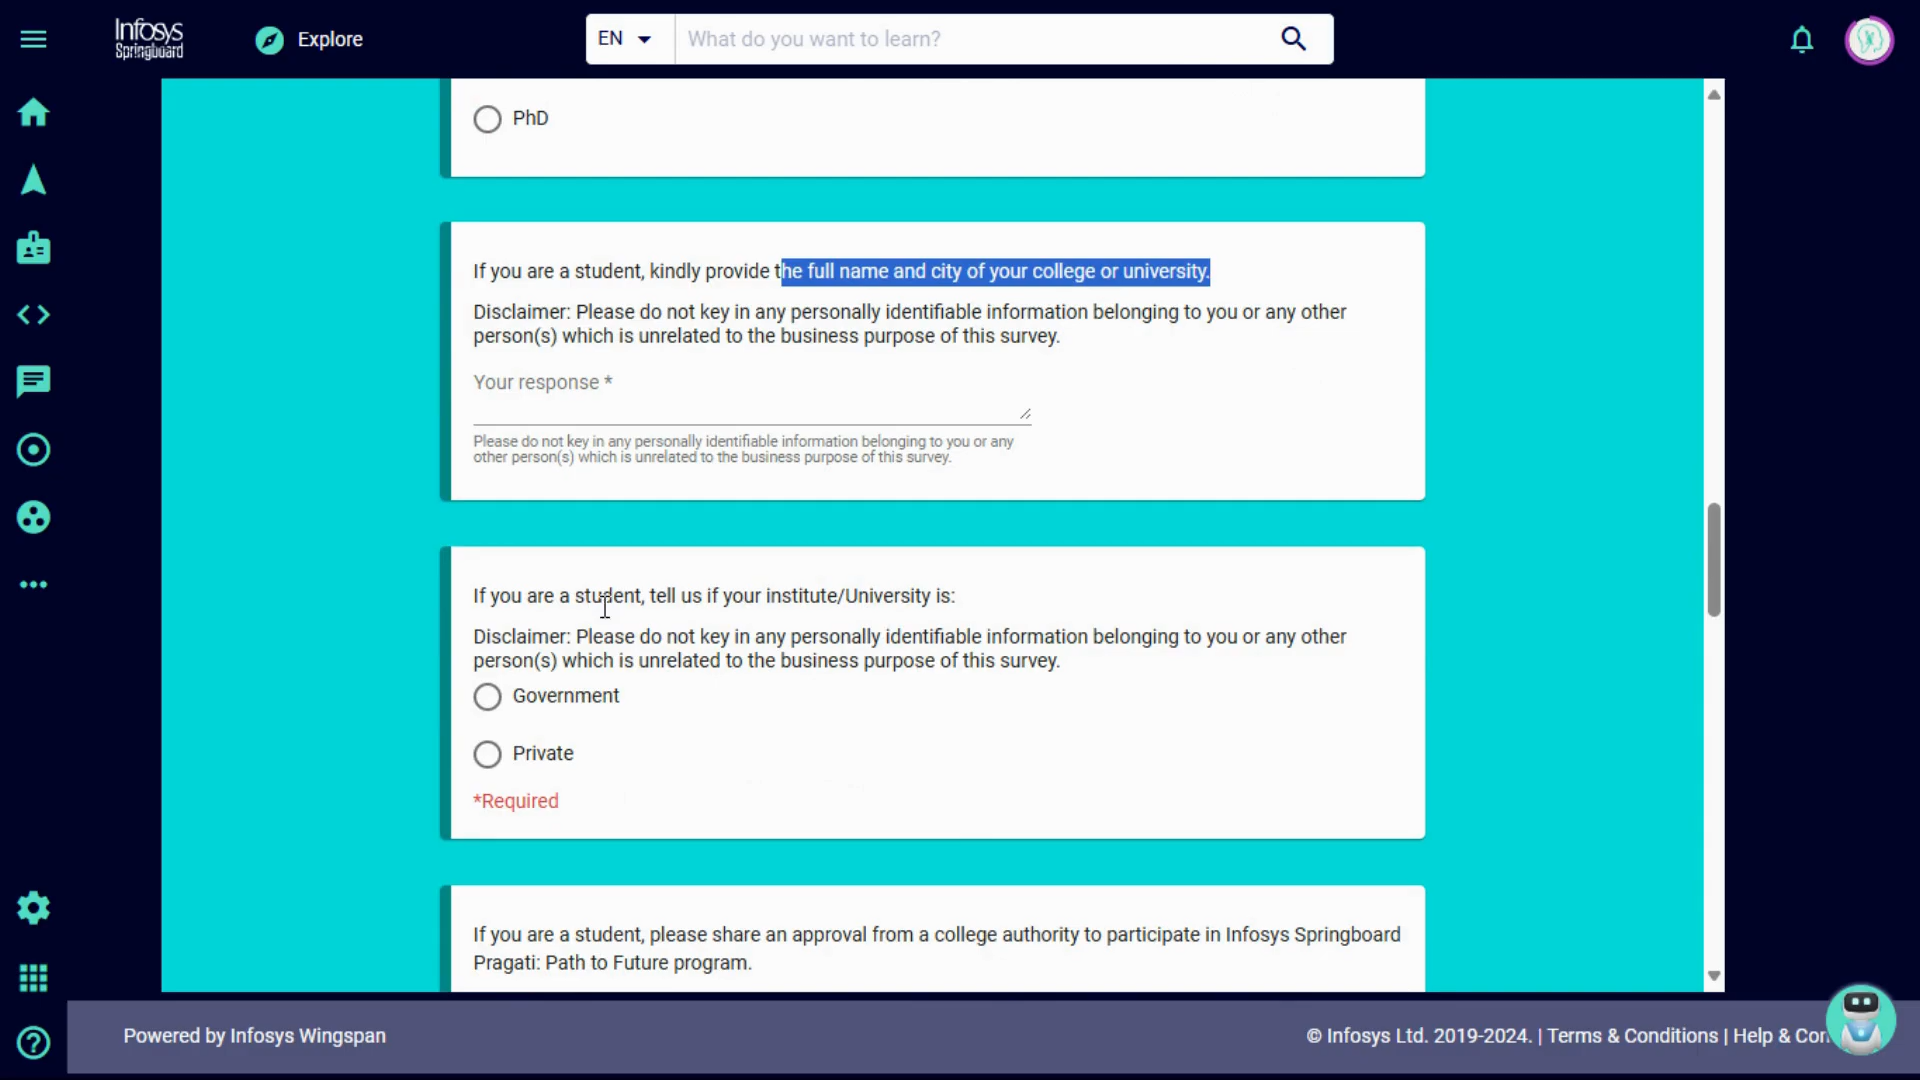 Infosys
Springboard
Explore
EN
What do you want to learn?
PhD
If you are a student, kindly provide the full name and city of your college or university.
Disclaimer: Please do not key in any personally identifiable information belonging to you or any other
person(s) which is unrelated to the business purpose of this survey.
Your response *
Please do not key in any personally identifiable information belonging to you or any
other person(s) which is unrelated to the business purpose of this survey.
If you are a student, tell us if your institute/University is:
Disclaimer: Please do not key in any personally identifiable information belonging to you or any other
person(s) which is unrelated to the business purpose of this survey.
Government
Private
*Required
If you are a student, please share an approval from a college authority to participate in Infosys Springboard
Pragati: Path to Future program.
Powered by Infosys Wingspan
© Infosys Ltd. 2019-2024. | Terms & Conditions | Help &